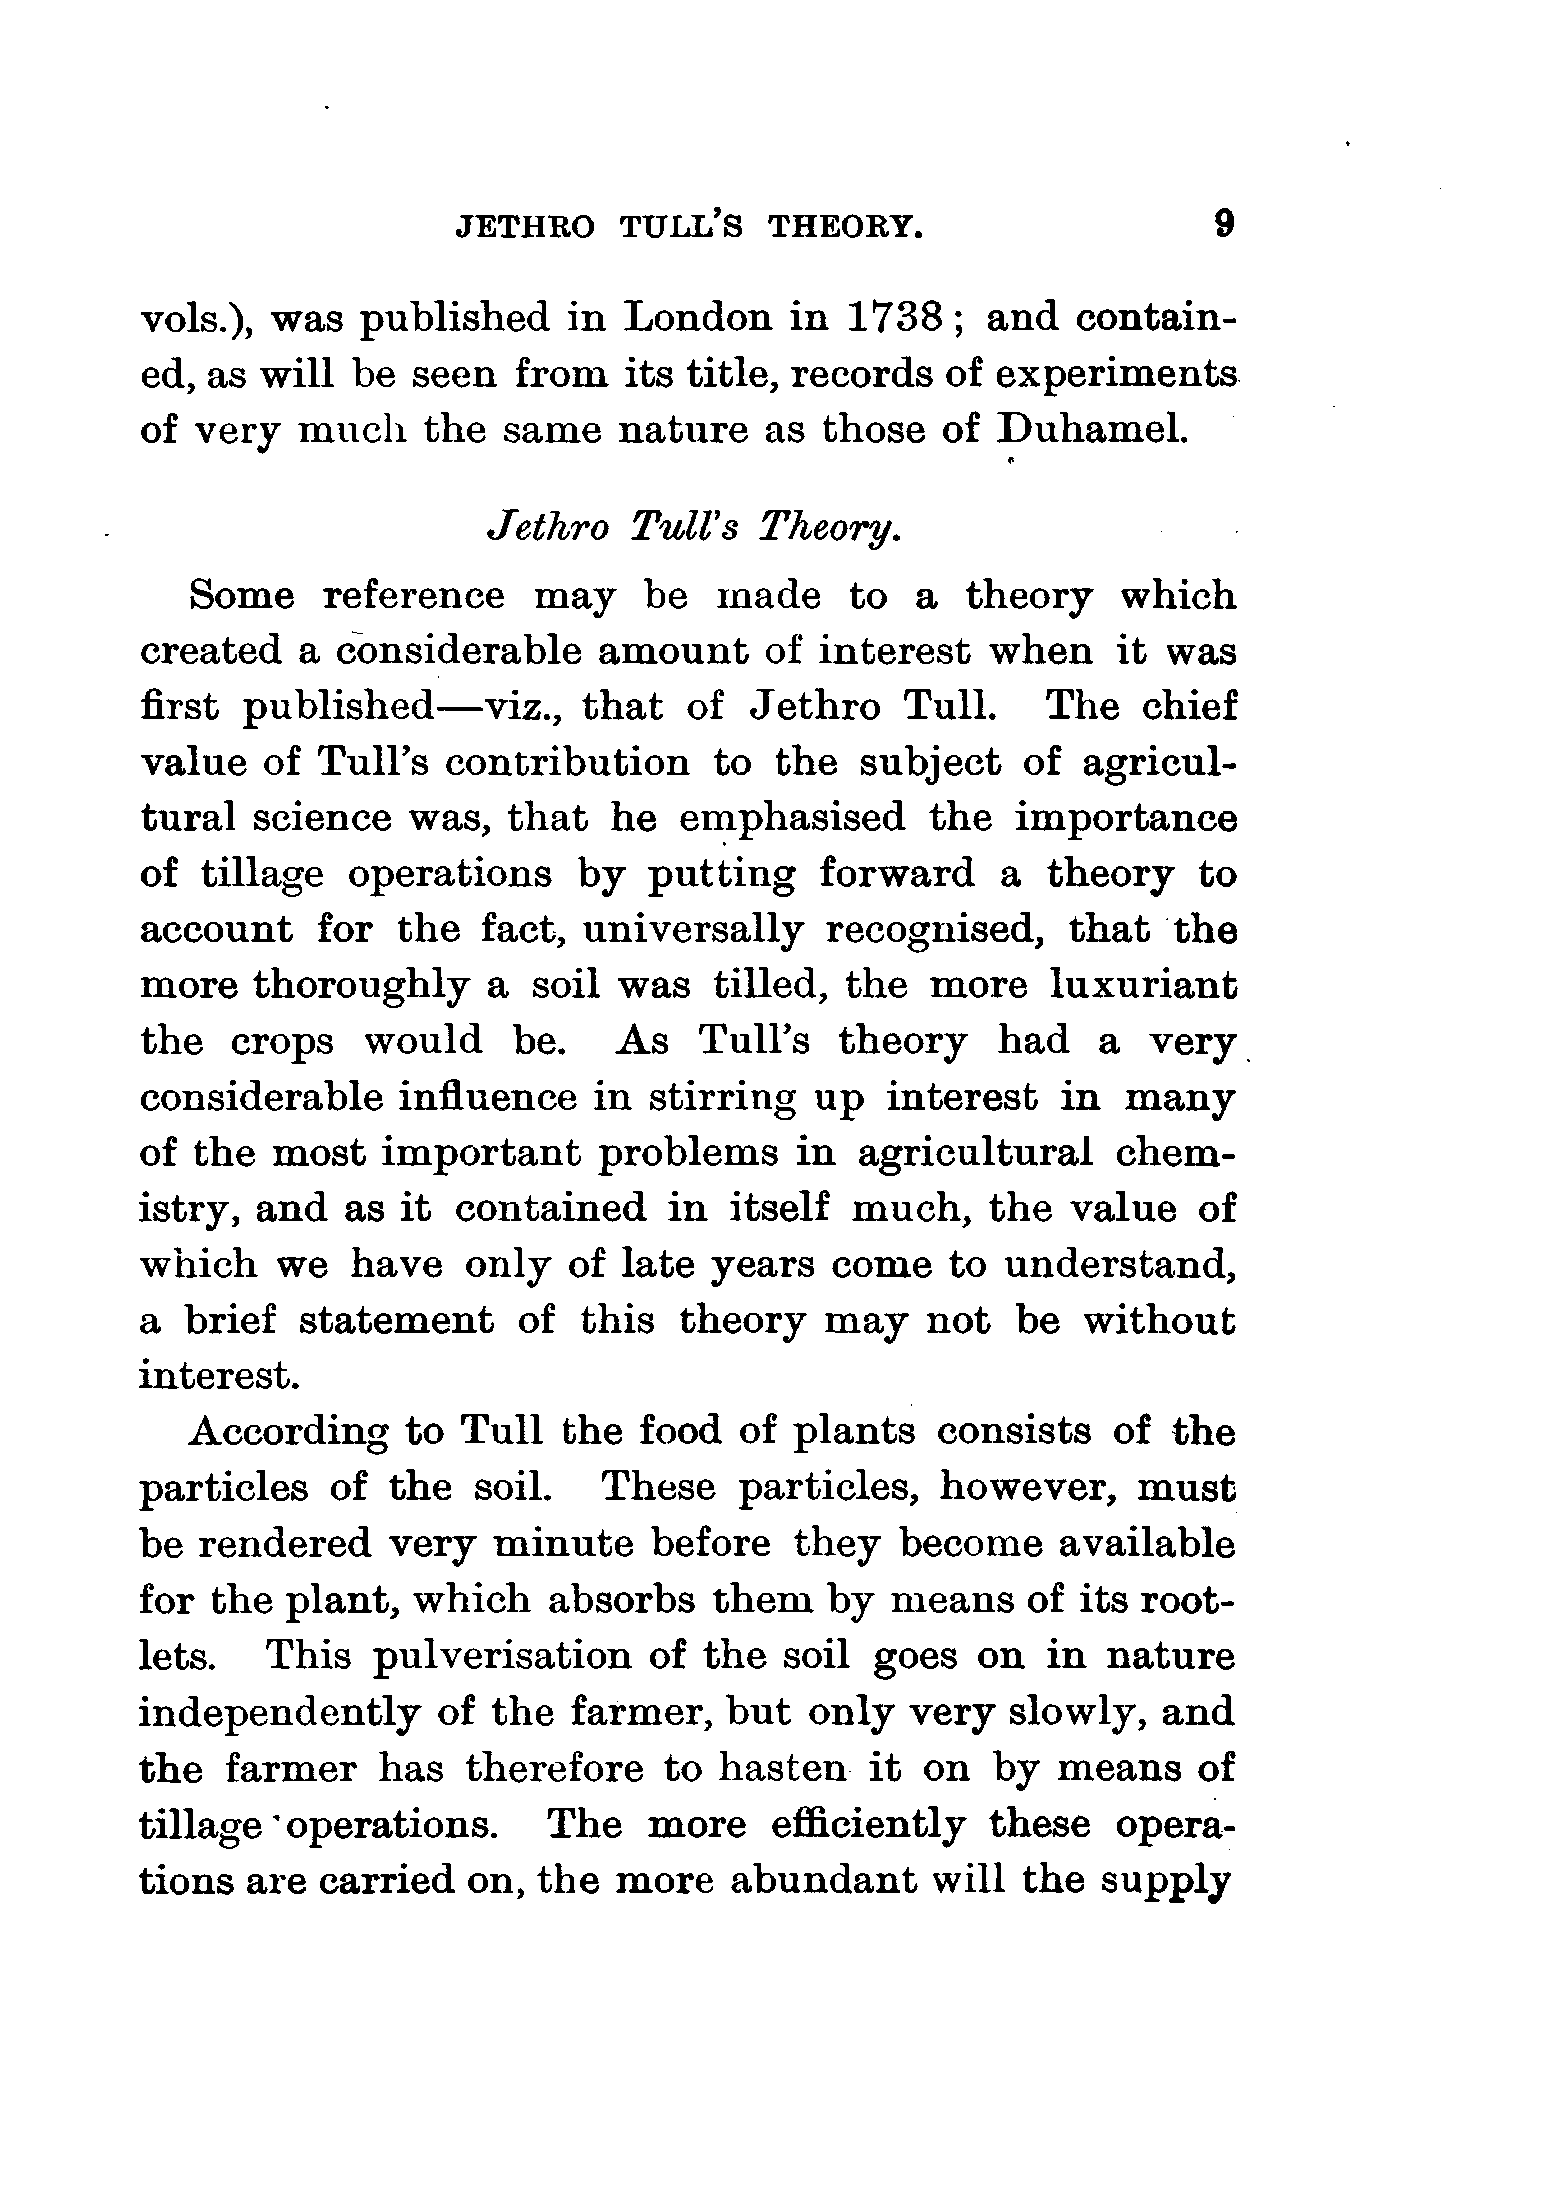 JETHRO TULL'S THEORY. 9
vols.), was published in London in 1738; and contain-
ed, as will be seen from its title, records of experiments
of very much the same nature as those of Duhamel.
Jethro Tull's Theory.
Some reference may be made to a theory which
created a considerable amount of interest when it was
first published—viz., that of Jethro Tull. The chief
value of Tull's contribution to the subject of agricul-
tural science was, that he emphasised the importance
of tillage operations by putting forward a theory to
account for the fact, universally recognised, that the
more thoroughly a soil was tilled, the more luxuriant
the crops would be. As Tull's theory had a very
considerable influence in stirring up interest in many
of the most important problems in agricultural chem-
istry, and as it contained in itself much, the value of
which we have only of late years come to understand,
a brief statement of this theory may not be without
interest.
According to Tull the food of plants consists of the
particles of the soil. These particles, however, must
be rendered very minute before they become available
for the plant, which absorbs them by means of its root-
lets. This pulverisation of the soil goes on in nature
independently of the farmer, but only very slowly, and
the farmer has therefore to hasten it on by means of
tillage operations. The more efficiently these opera-
tions are carried on, the more abundant will the supply